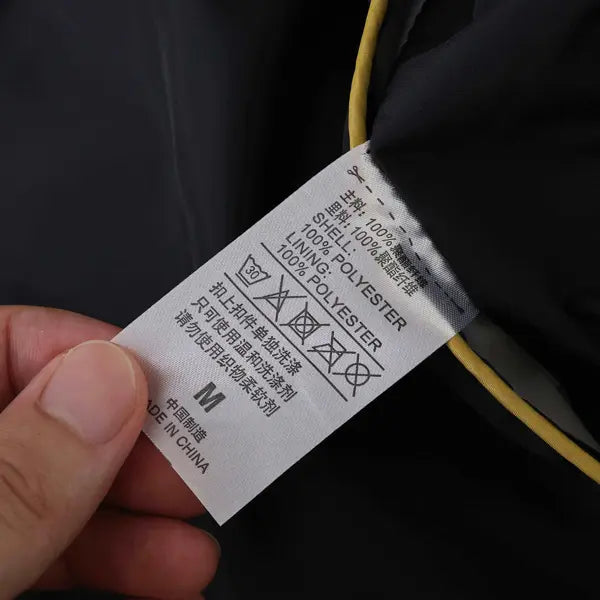 主料：100%聚酯纤维
里料：100%聚酯纤维
SHELL:
100% POLYESTER
LINING:
100% POLYESTER
30
扣上扣件单独洗涤
只可使用温和洗涤剂
请勿使用织物柔软剂
M
中国制造
MADE IN CHINA